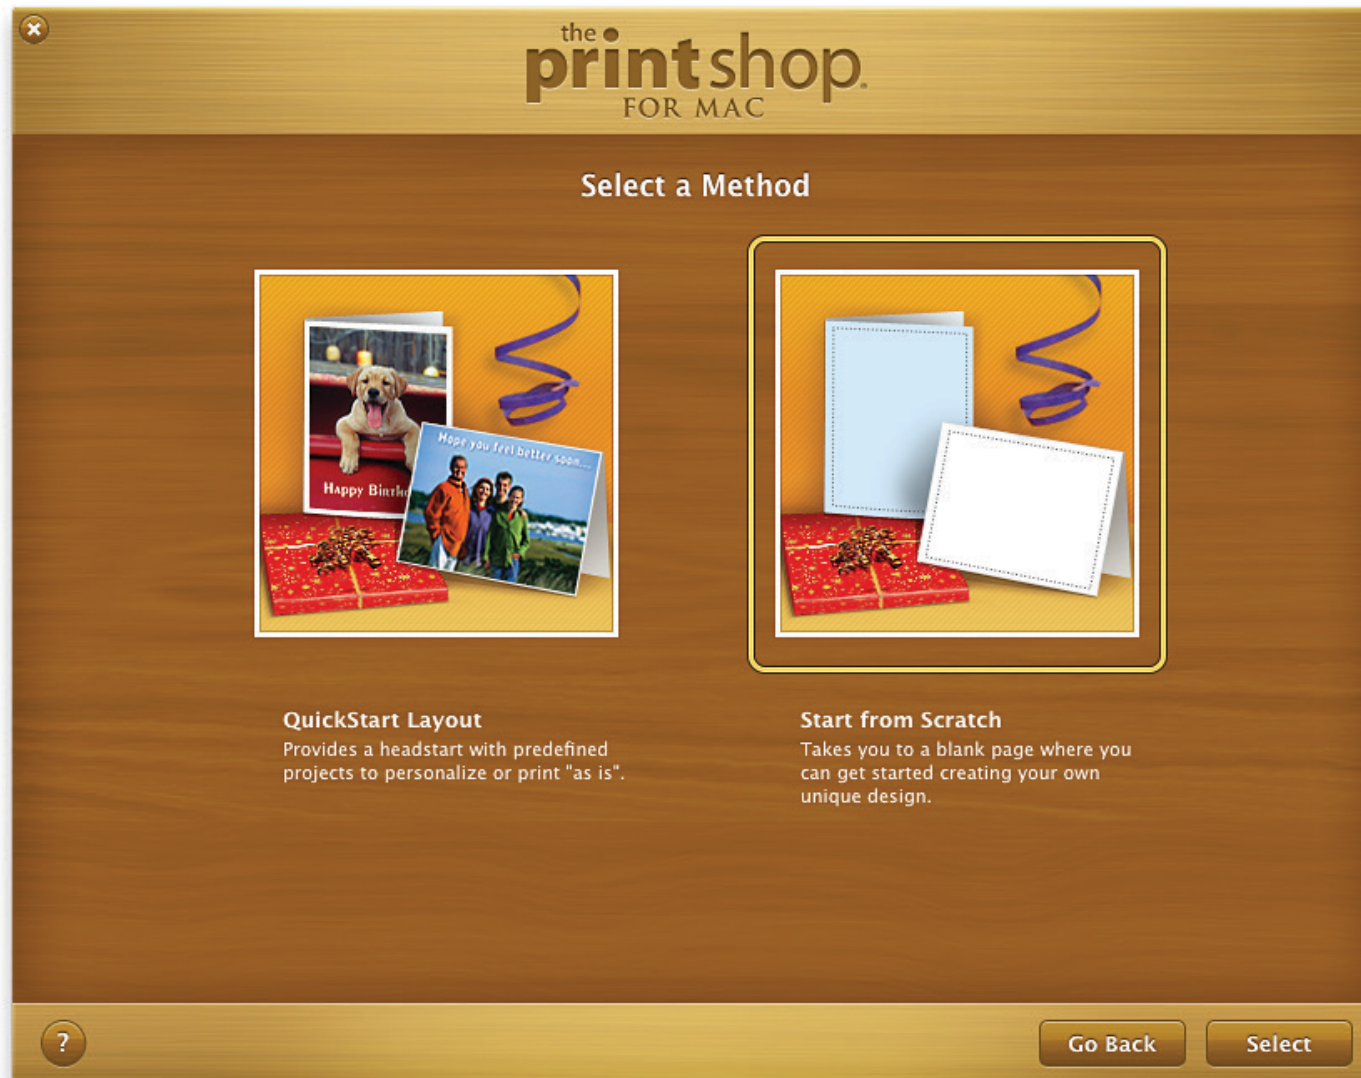 the
printshop.
FOR MAC
Select a Method
HAPPY BIRTH
Hope you feel better soon...
QuickStart Layout
Provides a headstart with predefined
projects to personalize or print "as is".
Start from Scratch
Takes you to a blank page where you
can get started creating your own
unique design.
?
Go Back
Select